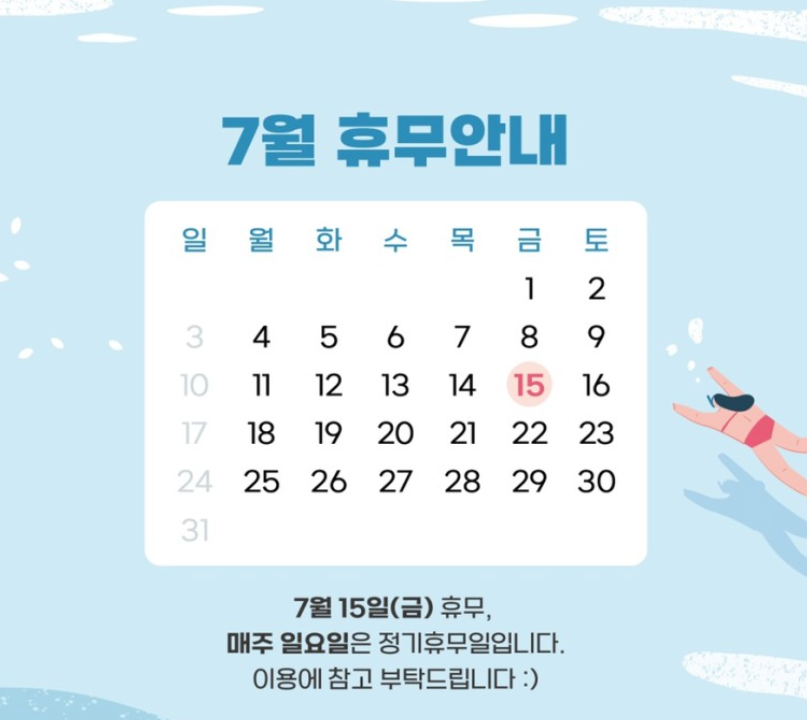 7월 휴무안내
일 월 화 수 목 금 토
1 2
3 4 5 6 7 8 9
10 11 12 13 14 15 16
17 18 19 20 21 22 23
24 25 26 27 28 29 30
31
7월 15일(금) 휴무,
매주 일요일은 정기휴무일입니다.
이용에 참고 부탁드립니다 :)